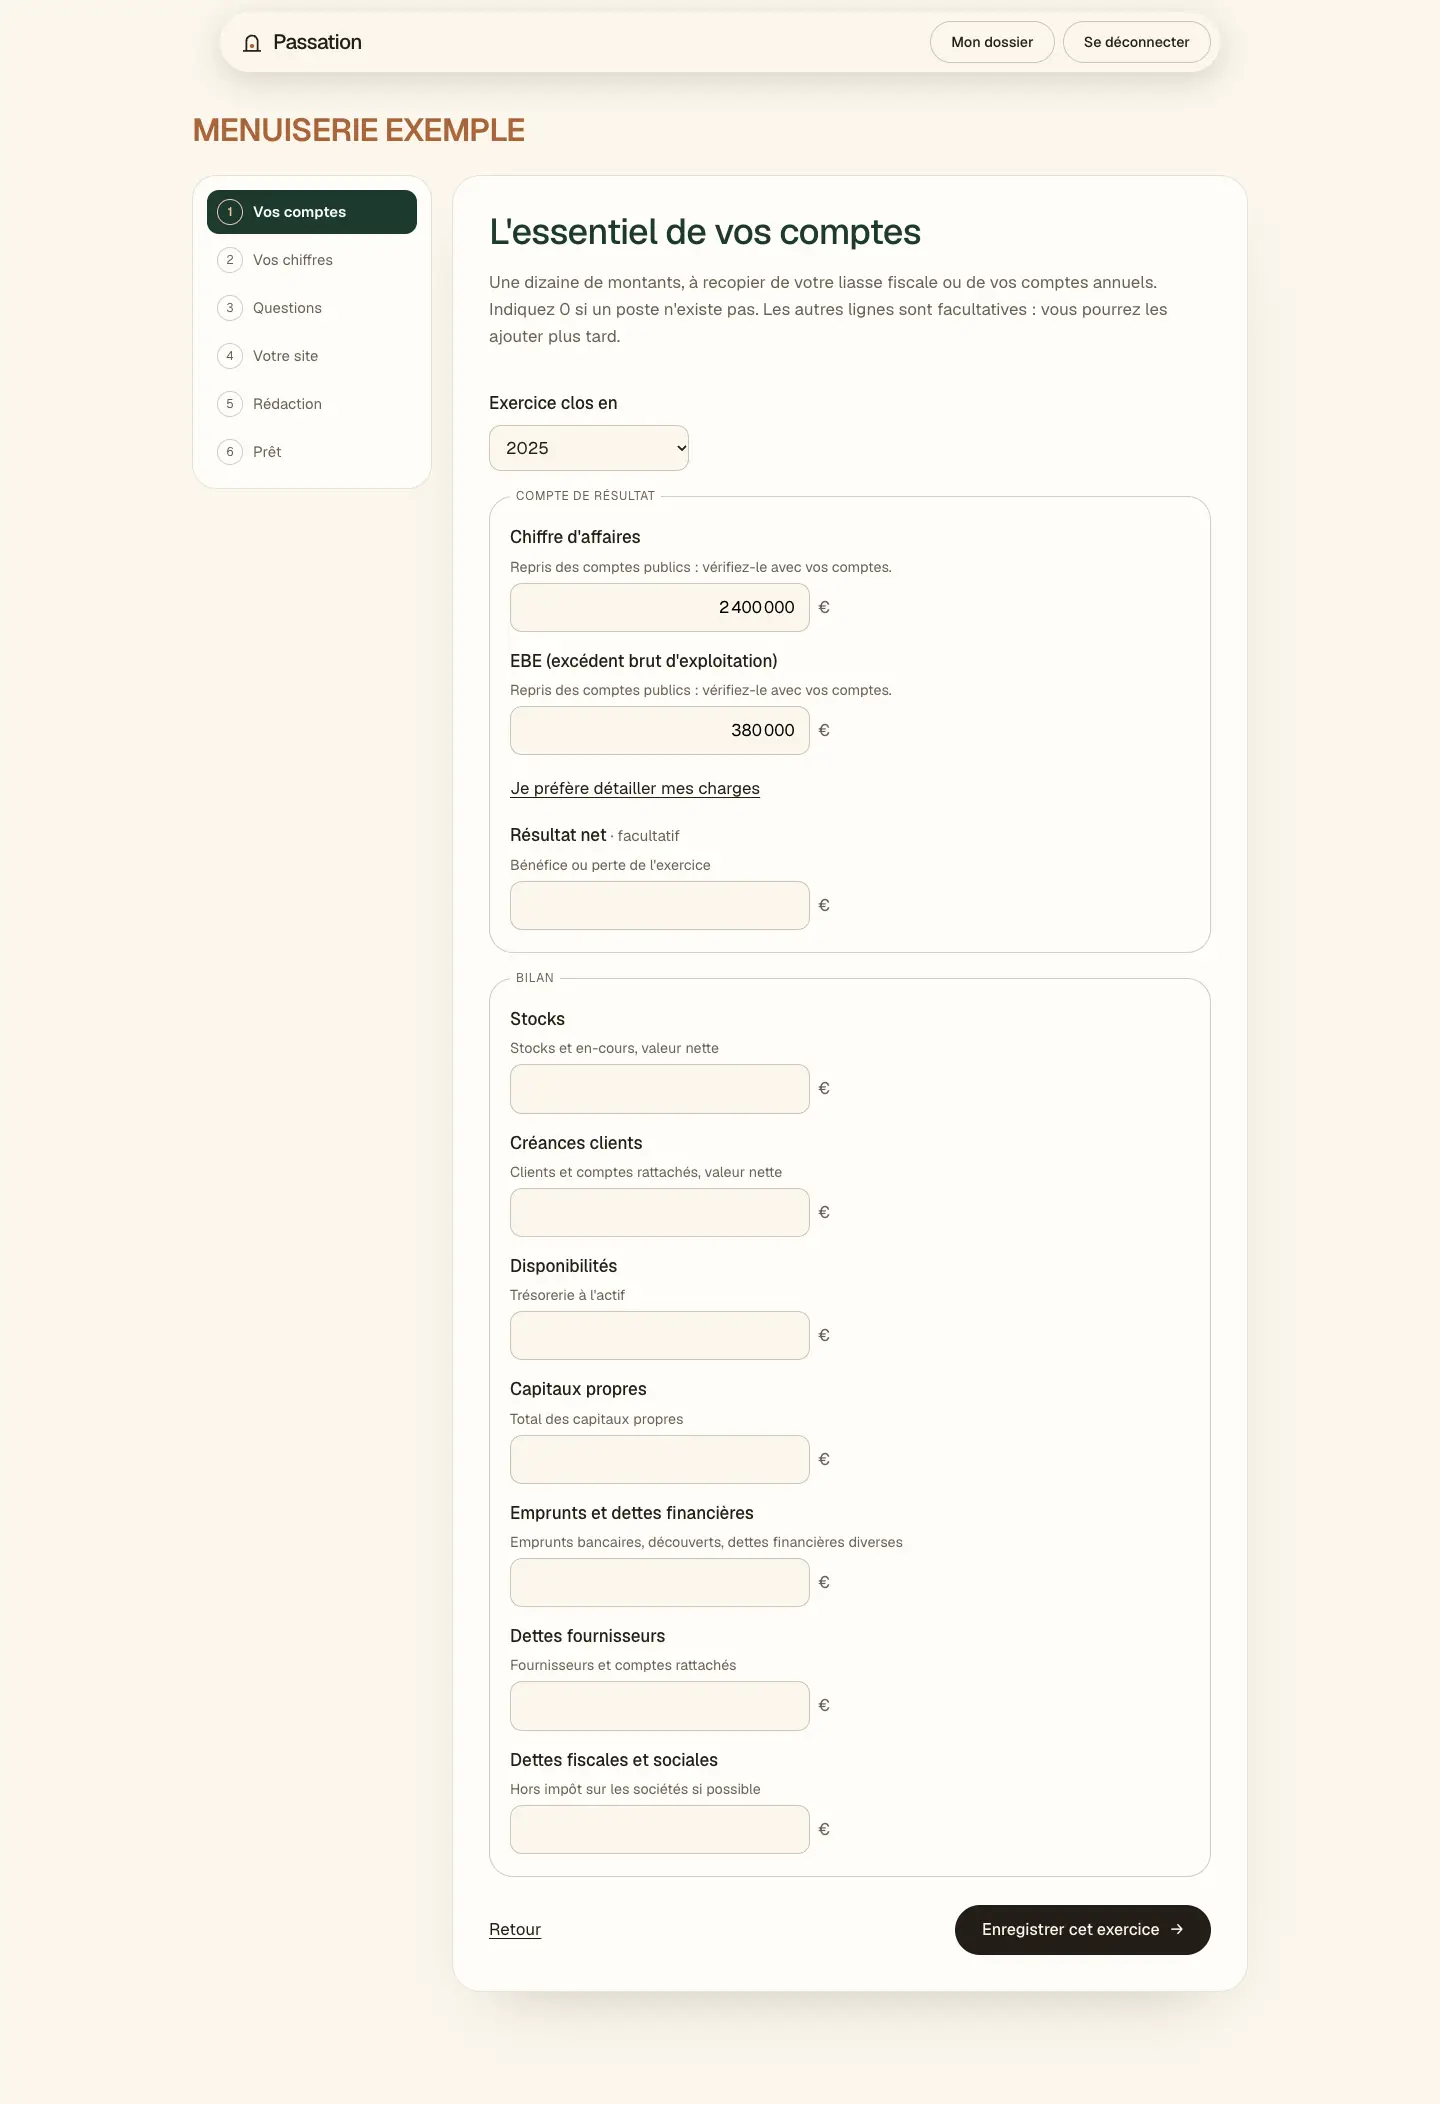 Passation
Mon dossier
Se déconnecter
MENUISERIE EXEMPLE
1 Vos comptes
2 Vos chiffres
3 Questions
4 Votre site
5 Rédaction
6 Prêt
L'essentiel de vos comptes
Une dizaine de montants, à recopier de votre liasse fiscale ou de vos comptes annuels.
Indiquez 0 si un poste n'existe pas. Les autres lignes sont facultatives : vous pourrez les
ajouter plus tard.
Exercice clos en
2025
COMPTE DE RÉSULTAT
Chiffre d'affaires
Repris des comptes publics : vérifiez-le avec vos comptes.
2 400 000 €
EBE (excédent brut d'exploitation)
Repris des comptes publics : vérifiez-le avec vos comptes.
380 000 €
Je préfère détailler mes charges
Résultat net · facultatif
Bénéfice ou perte de l'exercice
€
BILAN
Stocks
Stocks et en-cours, valeur nette
€
Créances clients
Clients et comptes rattachés, valeur nette
€
Disponibilités
Trésorerie à l'actif
€
Capitaux propres
Total des capitaux propres
€
Emprunts et dettes financières
Emprunts bancaires, découverts, dettes financières diverses
€
Dettes fournisseurs
Fournisseurs et comptes rattachés
€
Dettes fiscales et sociales
Hors impôt sur les sociétés si possible
€
Retour
Enregistrer cet exercice →